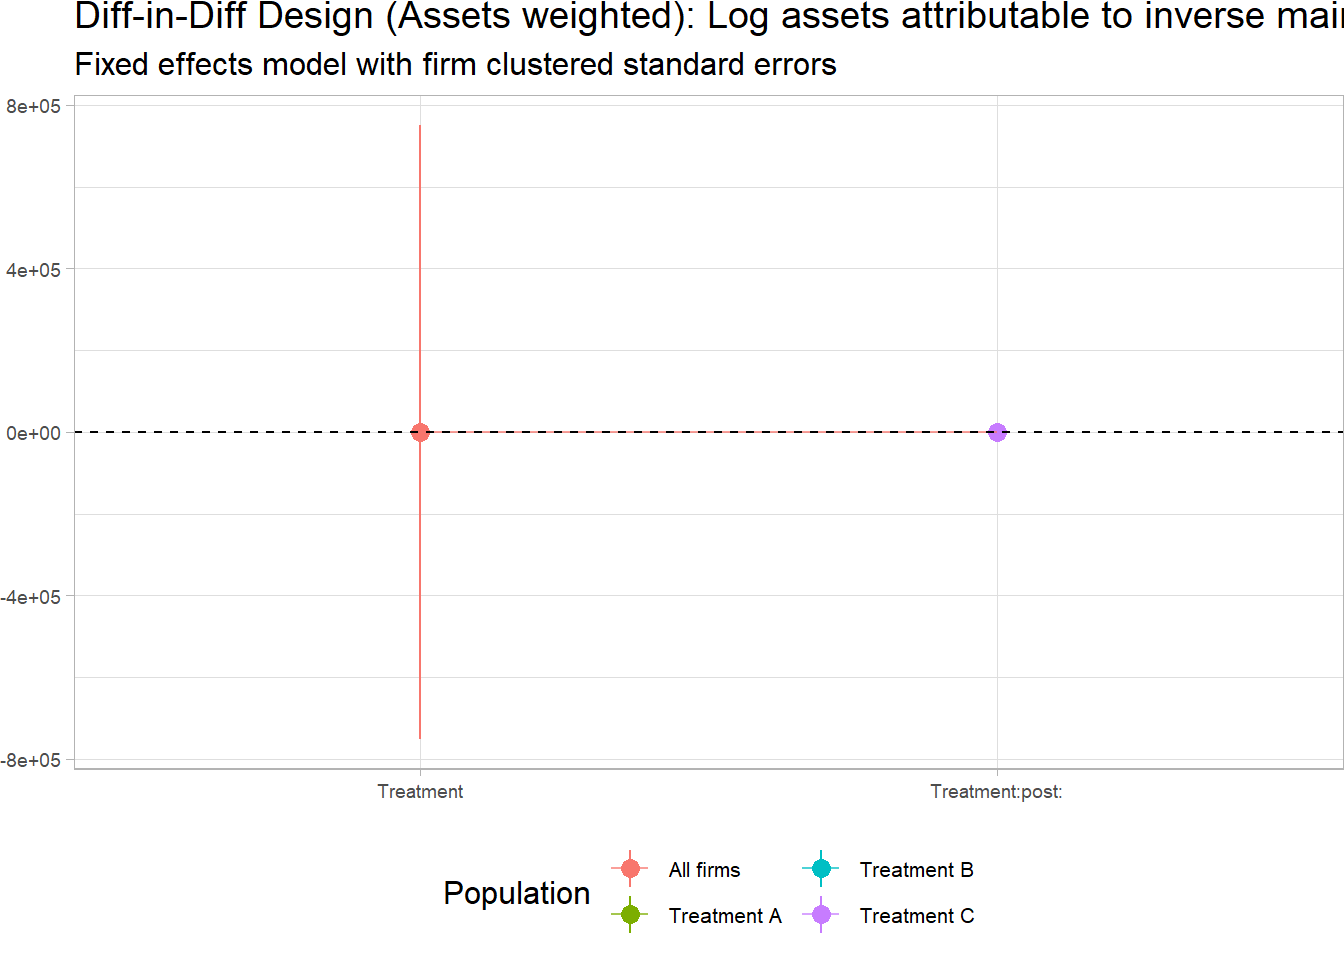 Diff-in-Diff Design (Assets weighted): Log assets attributable to inverse
Fixed effects model with firm clustered standard errors
8e+05
4e+05
0e+00
-4e+05
-8e+05
Treatment
Treatment:post:
Population
All firms
Treatment B
Treatment A
Treatment C